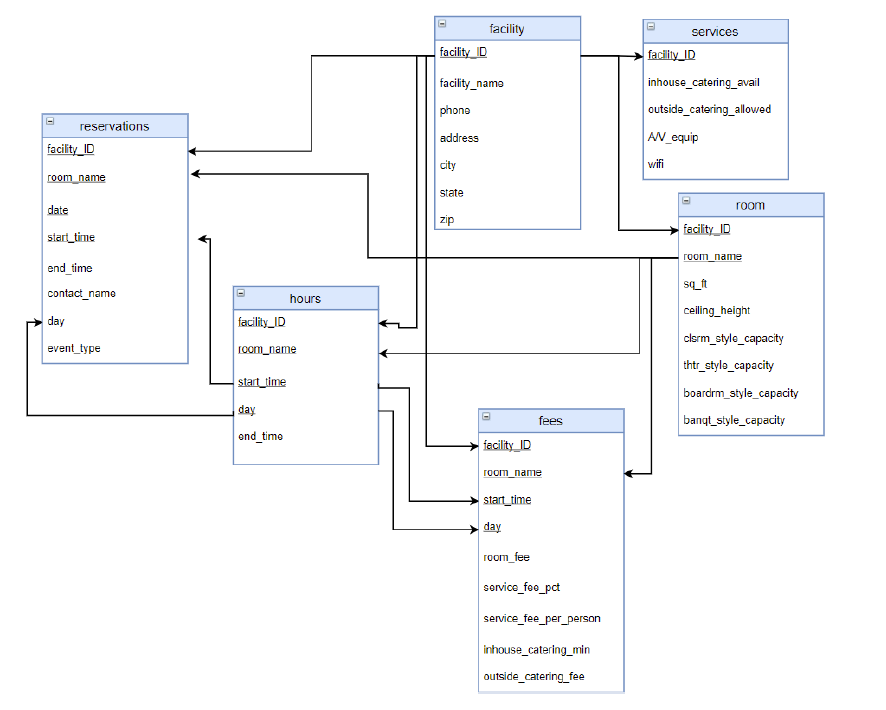 facility
facility_ID
facility_name
phone
address
city
state
zip
services
facility_ID
inhouse_catering_avail
outside_catering_allowed
A/V_equip
wifi
reservations
facility_ID
room_name
date
start_time
end_time
contact_name
day
event_type
room
facility_ID
room_name
sq_ft
ceiling_height
clsrm_style_capacity
thtr_style_capacity
boardrm_style_capacity
banqt_style_capacity
hours
facility_ID
room_name
start_time
day
end_time
fees
facility_ID
room_name
start_time
day
room_fee
service_fee_pct
service_fee_per_person
inhouse_catering_min
outside_catering_fee